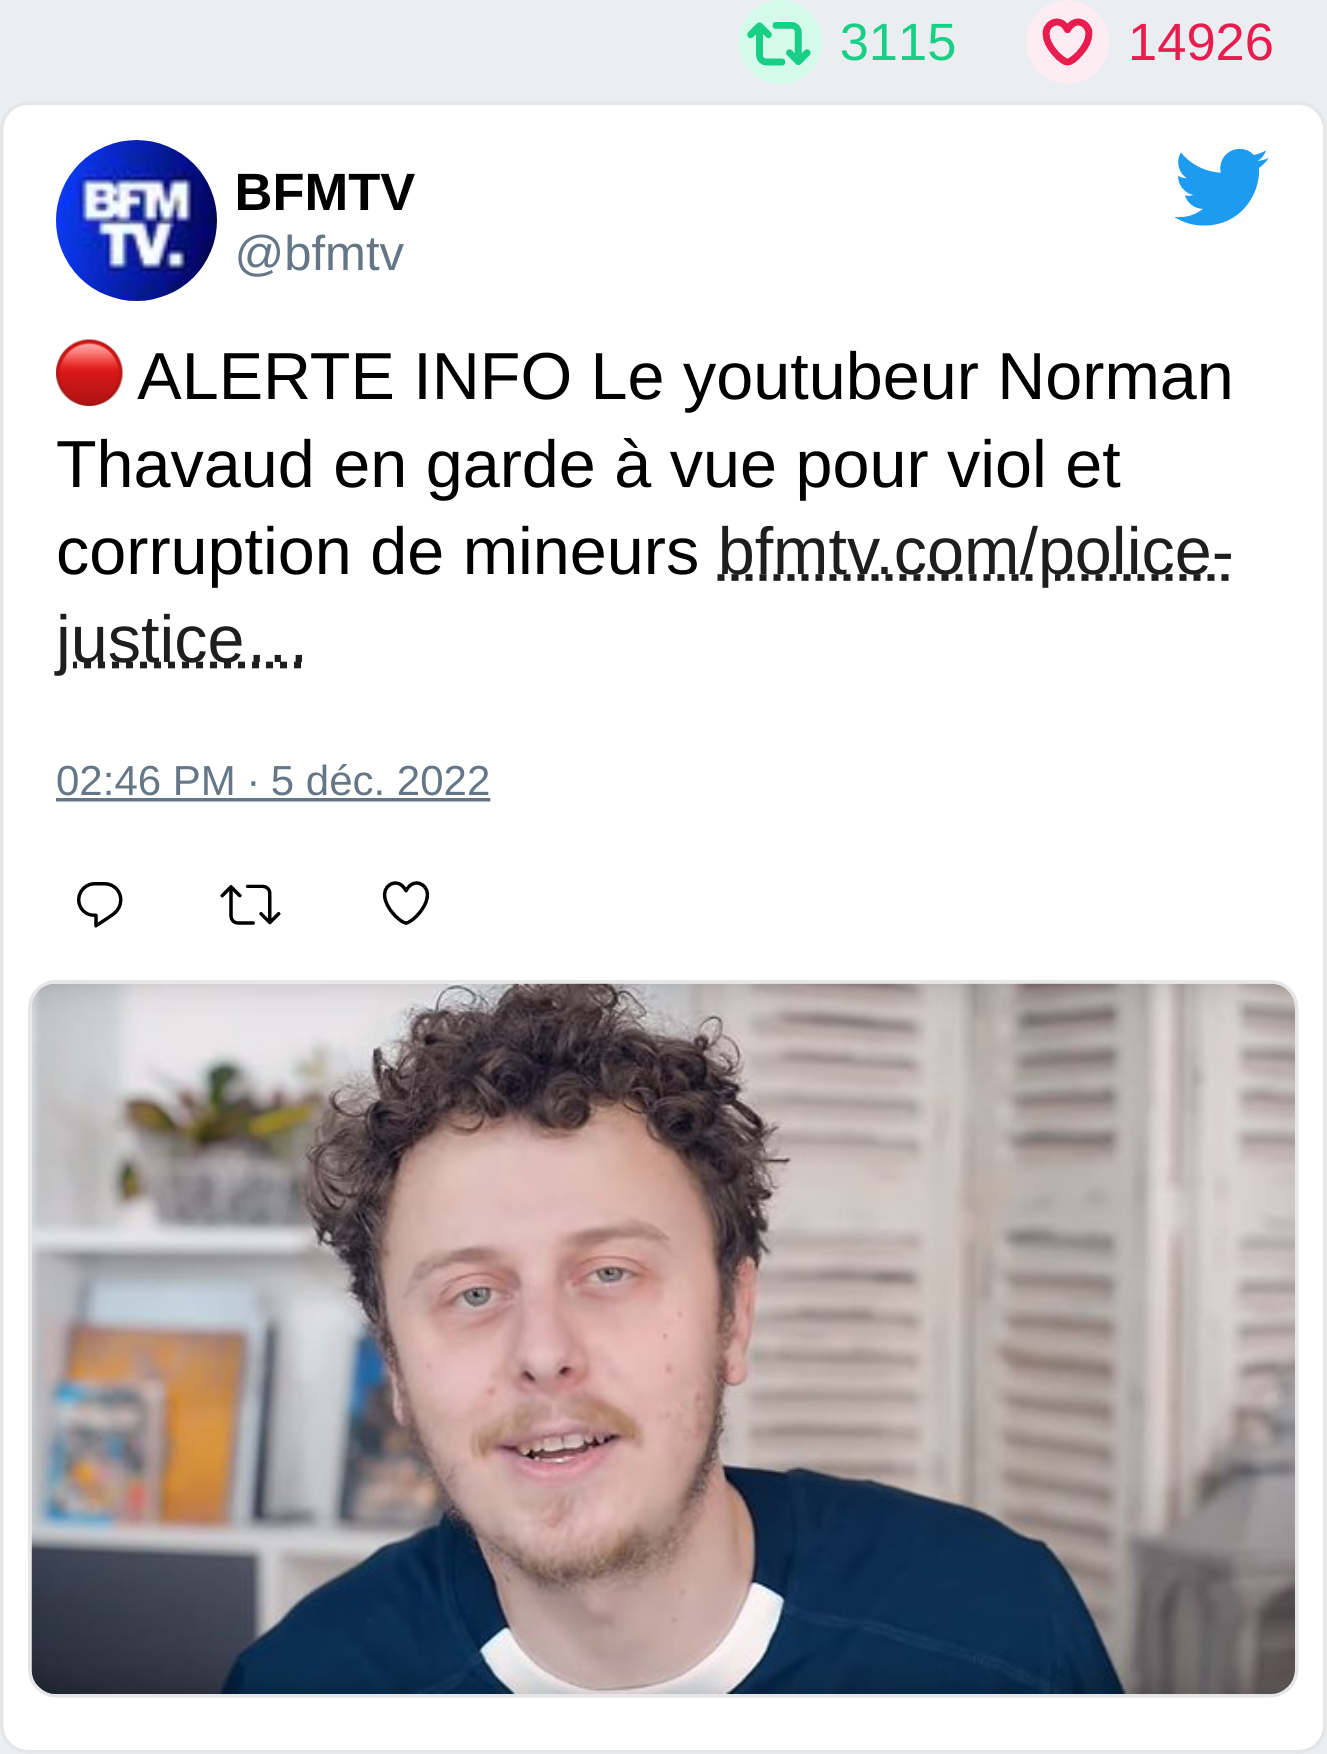 3115 14926
BFM
TV.
BFMTV
@bfmtv
🔴 ALERTE INFO Le youtubeur Norman
Thavaud en garde à vue pour viol et
corruption de mineurs bfmtv.com/police-
justice…
02:46 PM · 5 déc. 2022